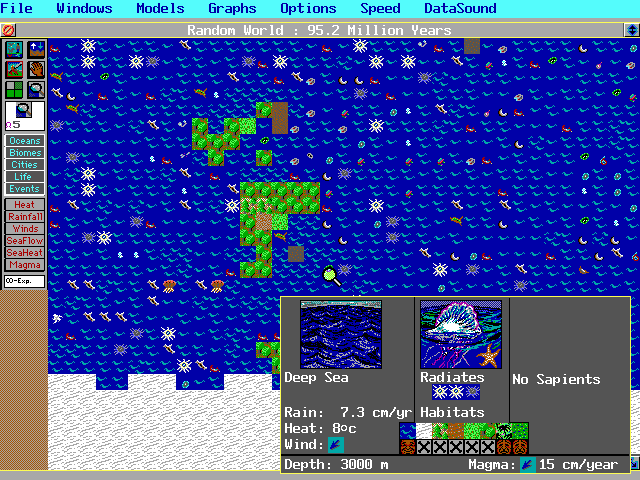 File Windows Models Graphs Options Speed DataSound
Random World : 95.2 Million Years
Ω5
Oceans
Biomes
Cities
Life
Events
Heat
Rainfall
Winds
SeaFlow
SeaHeat
Magma
Deep Sea
Radiates
No Sapients
Rain: 7.3 cm/yr
Habitats
Heat: 8°c
Wind:
Depth: 3000 m
Magma: 15 cm/year